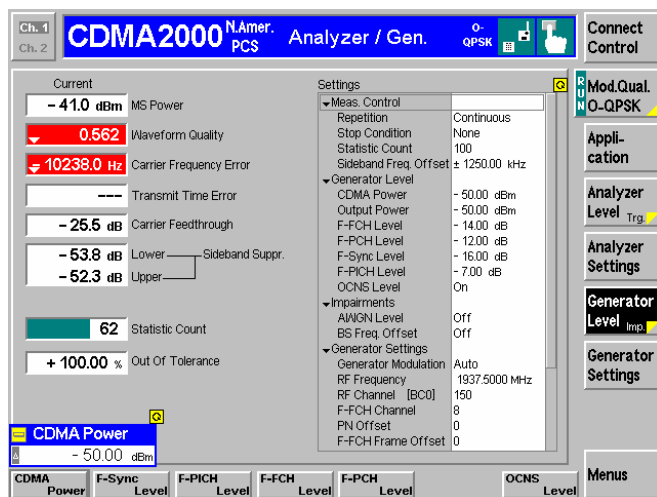 Ch. 1
Ch. 2
CDMA2000 N.Amer. PCS Analyzer / Gen. O-QPSK
Connect Control
Current
- 41.0 dBm MS Power
0.562 Waveform Quality
- 10238.0 Hz Carrier Frequency Error
--- Transmit Time Error
- 25.5 dB Carrier Feedthrough
- 53.8 dB Lower Sideband Suppr.
- 52.3 dB Upper
62 Statistic Count
+ 100.00 % Out Of Tolerance
Settings
Meas. Control
Repetition Continuous
Stop Condition None
Statistic Count 100
Sideband Freq. Offset ± 1250.00 kHz
Generator Level
CDMA Power - 50.00 dBm
Output Power - 50.00 dBm
F-FCH Level - 14.00 dB
F-PCH Level - 12.00 dB
F-Sync Level - 16.00 dB
F-PICH Level - 7.00 dB
OCNS Level On
Impairments
AWGN Level Off
BS Freq. Offset Off
Generator Settings
Generator Modulation Auto
RF Frequency 1937.5000 MHz
RF Channel [BC0] 150
F-FCH Channel 8
PN Offset 0
F-FCH Frame Offset 0
RUN
Mod.Qual. O-QPSK
Appli-
cation
Analyzer
Level Trg.
Analyzer
Settings
Generator
Level Imp.
Generator
Settings
Menus
CDMA Power
- 50.00 dBm
CDMA Power
F-Sync Level
F-PICH Level
F-FCH Level
F-PCH Level
OCNS Level